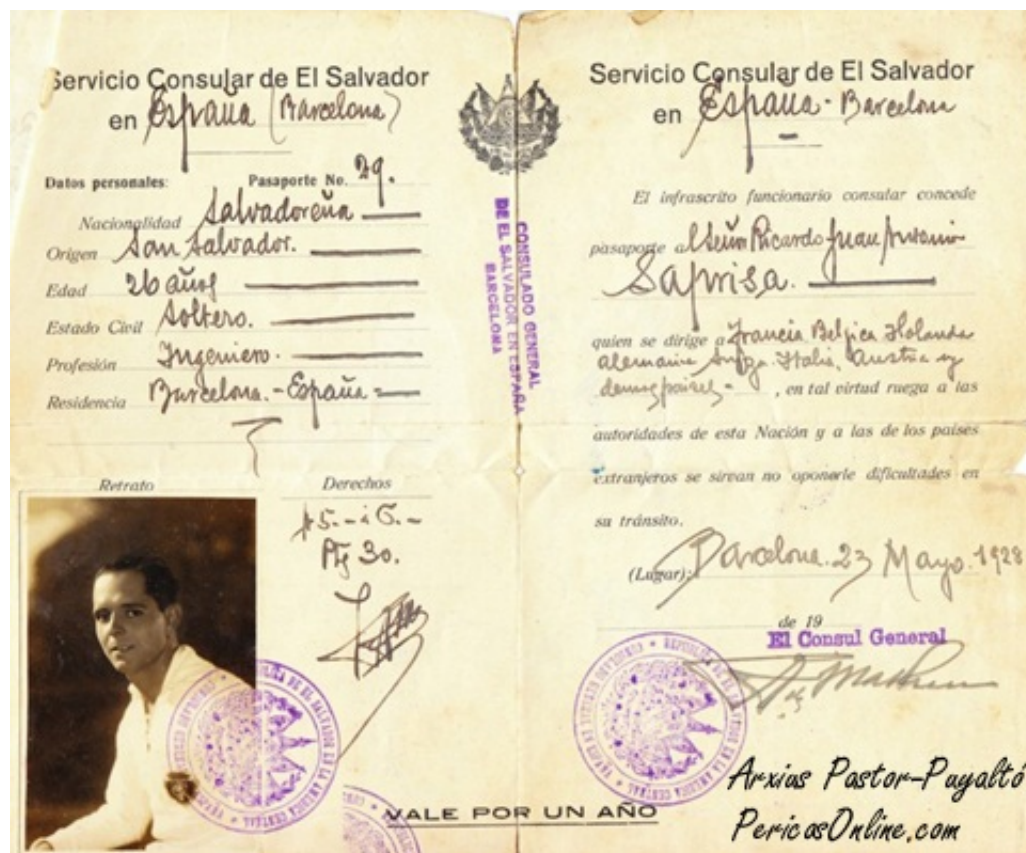 Servicio Consular de El Salvador
en España (Barcelona)
Datos personales: Pasaporte No. 29.
Nacionalidad Salvadoreña
Origen San Salvador.
Edad 26 años
Estado Civil Soltero.
Profesión Ingeniero.
Residencia Barcelona.-España
Retrato
Derechos
30.
CONSULADO GENERAL
DE EL SALVADOR EN ESPAÑA
BARCELONA
Servicio Consular de El Salvador
en España - Barcelona
El infrascrito funcionario consular concede
pasaporte al Señor Ricardo Juan Antonio
Saprisa.
quien se dirige a Francia Belgica Holanda
Alemania Suiza Italia, Austria y
demas paises - , en tal virtud ruega a las
autoridades de esta Nación y a las de los países
extranjeros se sirvan no oponerle dificultades en
su tránsito.
(Lugar): Barcelona. 23 Mayo. 1928
de 19
El Consul General
VALE POR UN AÑO
Arxius Pastor-Puyaltó
PericosOnline.com